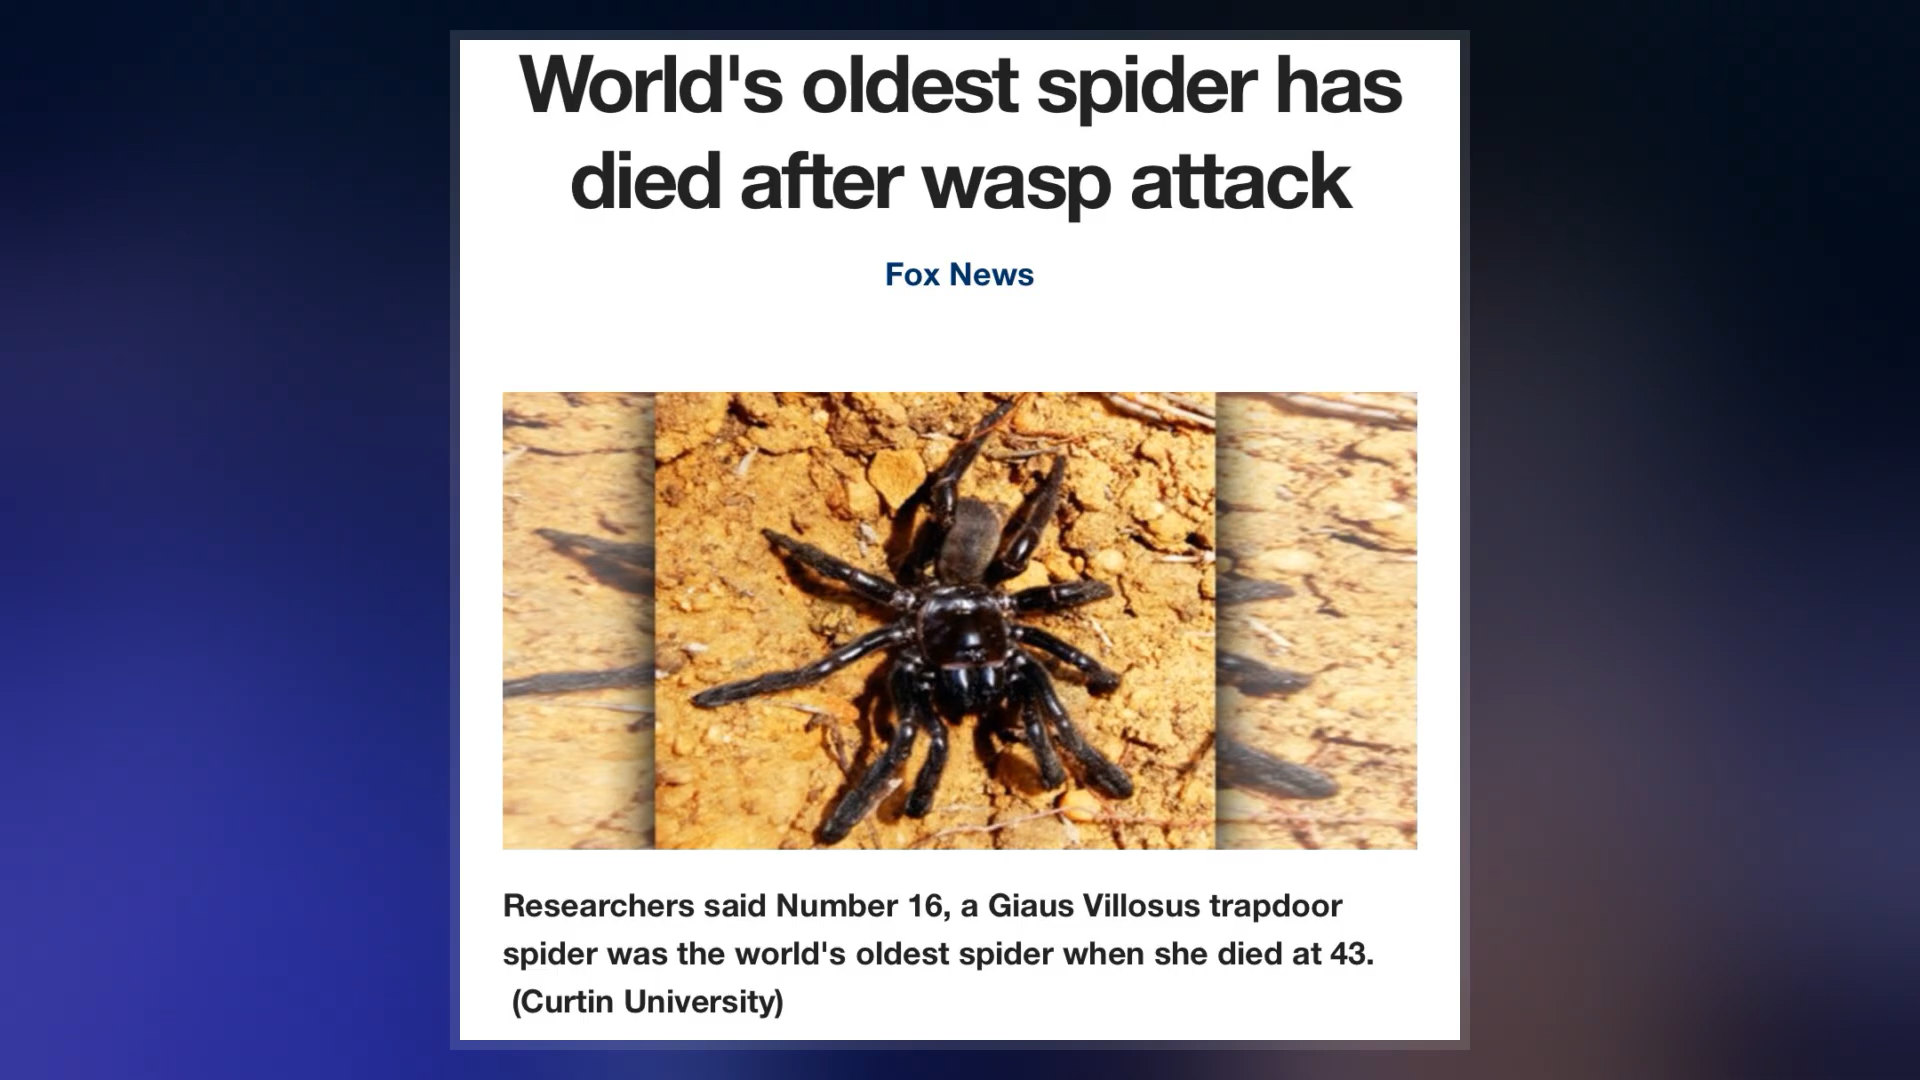 World's oldest spider has
died after wasp attack
Fox News
Researchers said Number 16, a Giaus Villosus trapdoor
spider was the world's oldest spider when she died at 43.
(Curtin University)